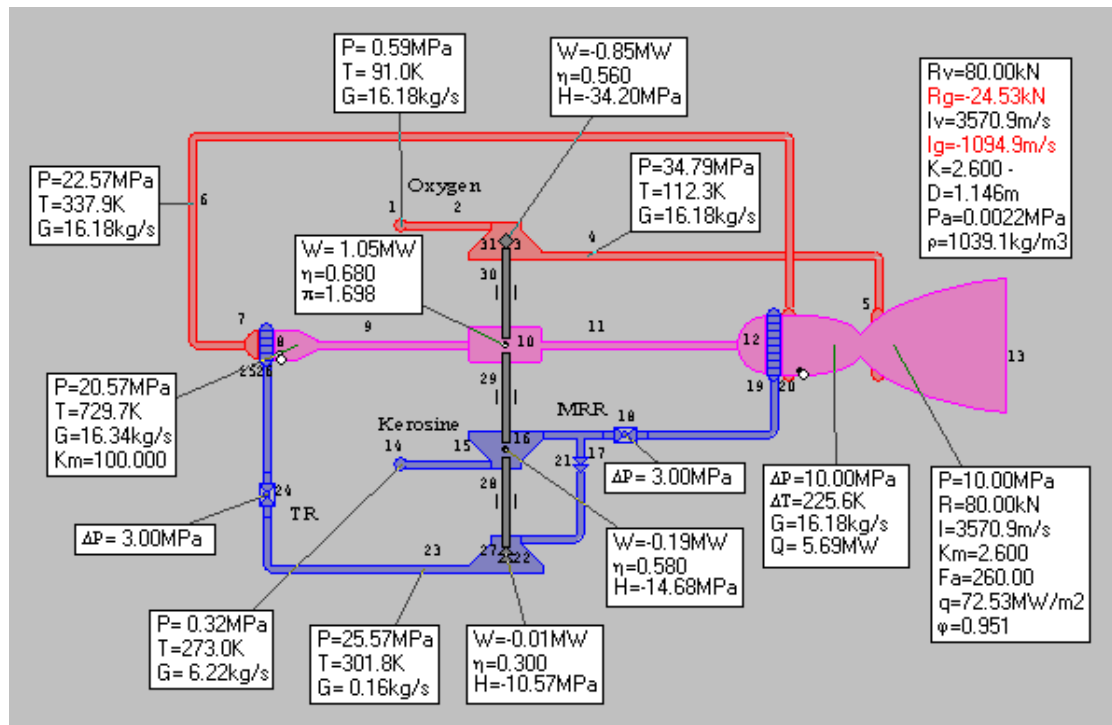 P= 0.59MPa
T= 91.0K
G=16.18kg/s
W=-0.85MW
η=0.560
H=-34.20MPa
Rv=80.00kN
Rg=-24.53kN
Iv=3570.9m/s
Ig=-1094.9m/s
K=2.600 -
D=1.146m
Pa=0.0022MPa
ρ=1039.1kg/m3
P=22.57MPa
T=337.9K
G=16.18kg/s
6
Oxygen
1
2
P=34.79MPa
T=112.3K
G=16.18kg/s
W= 1.05MW
η=0.680
π=1.698
31
3
4
30
5
7
8
9
10
11
12
13
P=20.57MPa
T=729.7K
G=16.34kg/s
Km=100.000
29
19
20
Kerosine
14
15
16
MRR
18
17
21
ΔP= 3.00MPa
24
TR
28
ΔP= 3.00MPa
23
27
22
W=-0.19MW
η=0.580
H=-14.68MPa
ΔP=10.00MPa
ΔT=225.6K
G=16.18kg/s
Q= 5.69MW
P=10.00MPa
R=80.00kN
I=3570.9m/s
Km=2.600
Fa=260.00
q=72.53MW/m2
φ=0.951
P= 0.32MPa
T=273.0K
G= 6.22kg/s
P=25.57MPa
T=301.8K
G= 0.16kg/s
W=-0.01MW
η=0.300
H=-10.57MPa